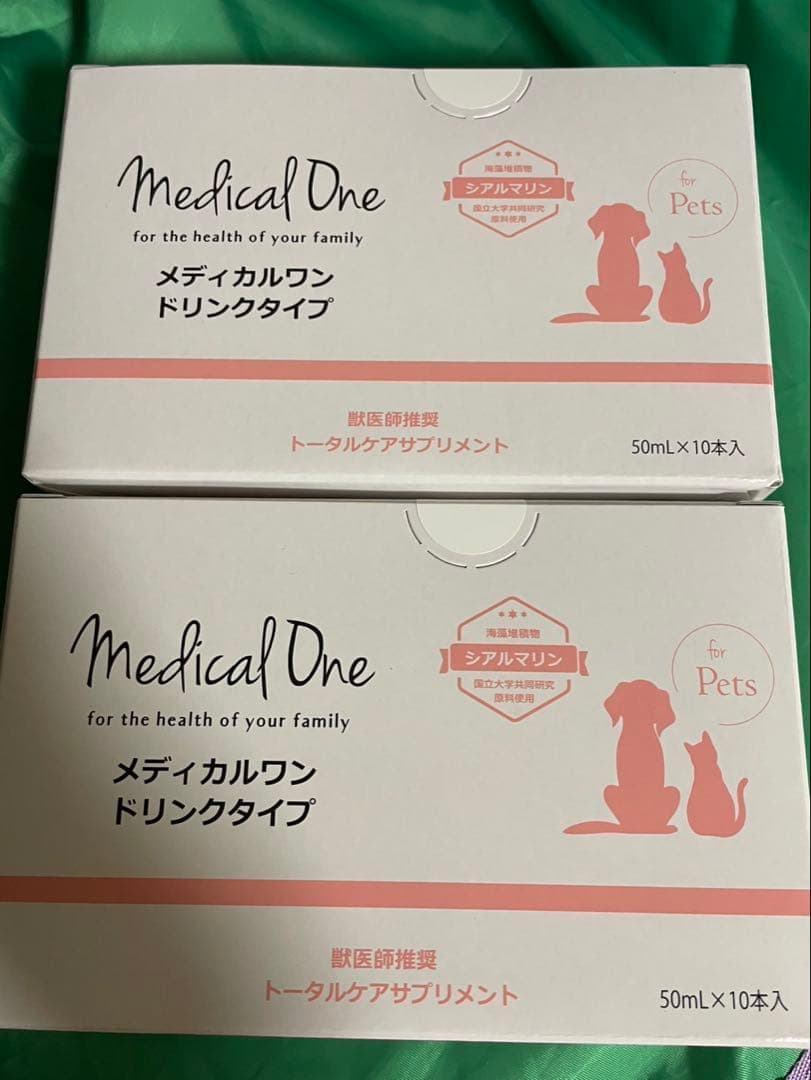 Medical One
for the health of your family
メディカルワン
ドリンクタイプ
海藻堆積物
シアルマリン
国立大学共同研究
原料使用
for
Pets
獣医師推奨
トータルケアサプリメント
50mL×10本入
Medical One
for the health of your family
メディカルワン
ドリンクタイプ
海藻堆積物
シアルマリン
国立大学共同研究
原料使用
for
Pets
獣医師推奨
トータルケアサプリメント
50mL×10本入